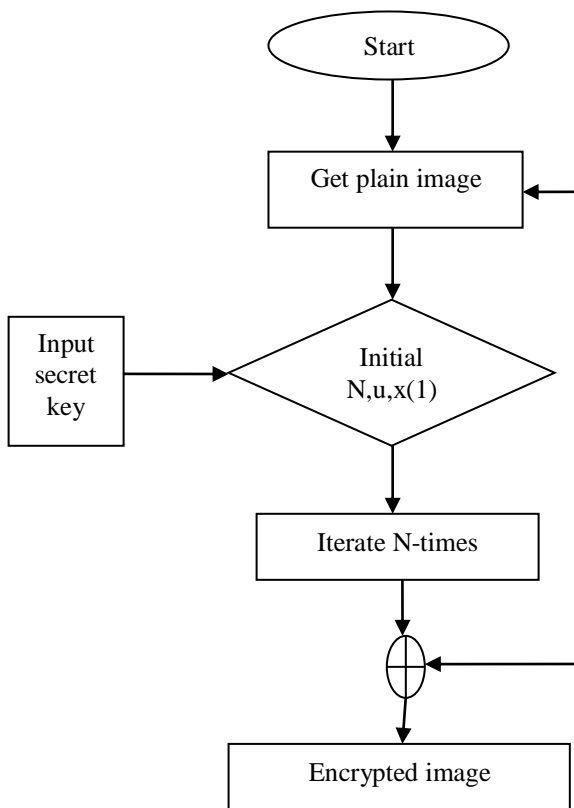 Start
Get plain image
Input
secret
key
Initial
N,u,x(1)
Iterate N-times
Encrypted image